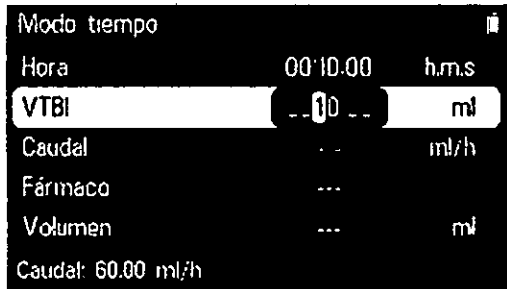 Modo tiempo
Hora 00:10.00 h.m.s
VTBI _ _ 10 _ _ ml
Caudal - - ml/h
Fármaco ---
Volumen --- ml
Caudal: 60.00 ml/h